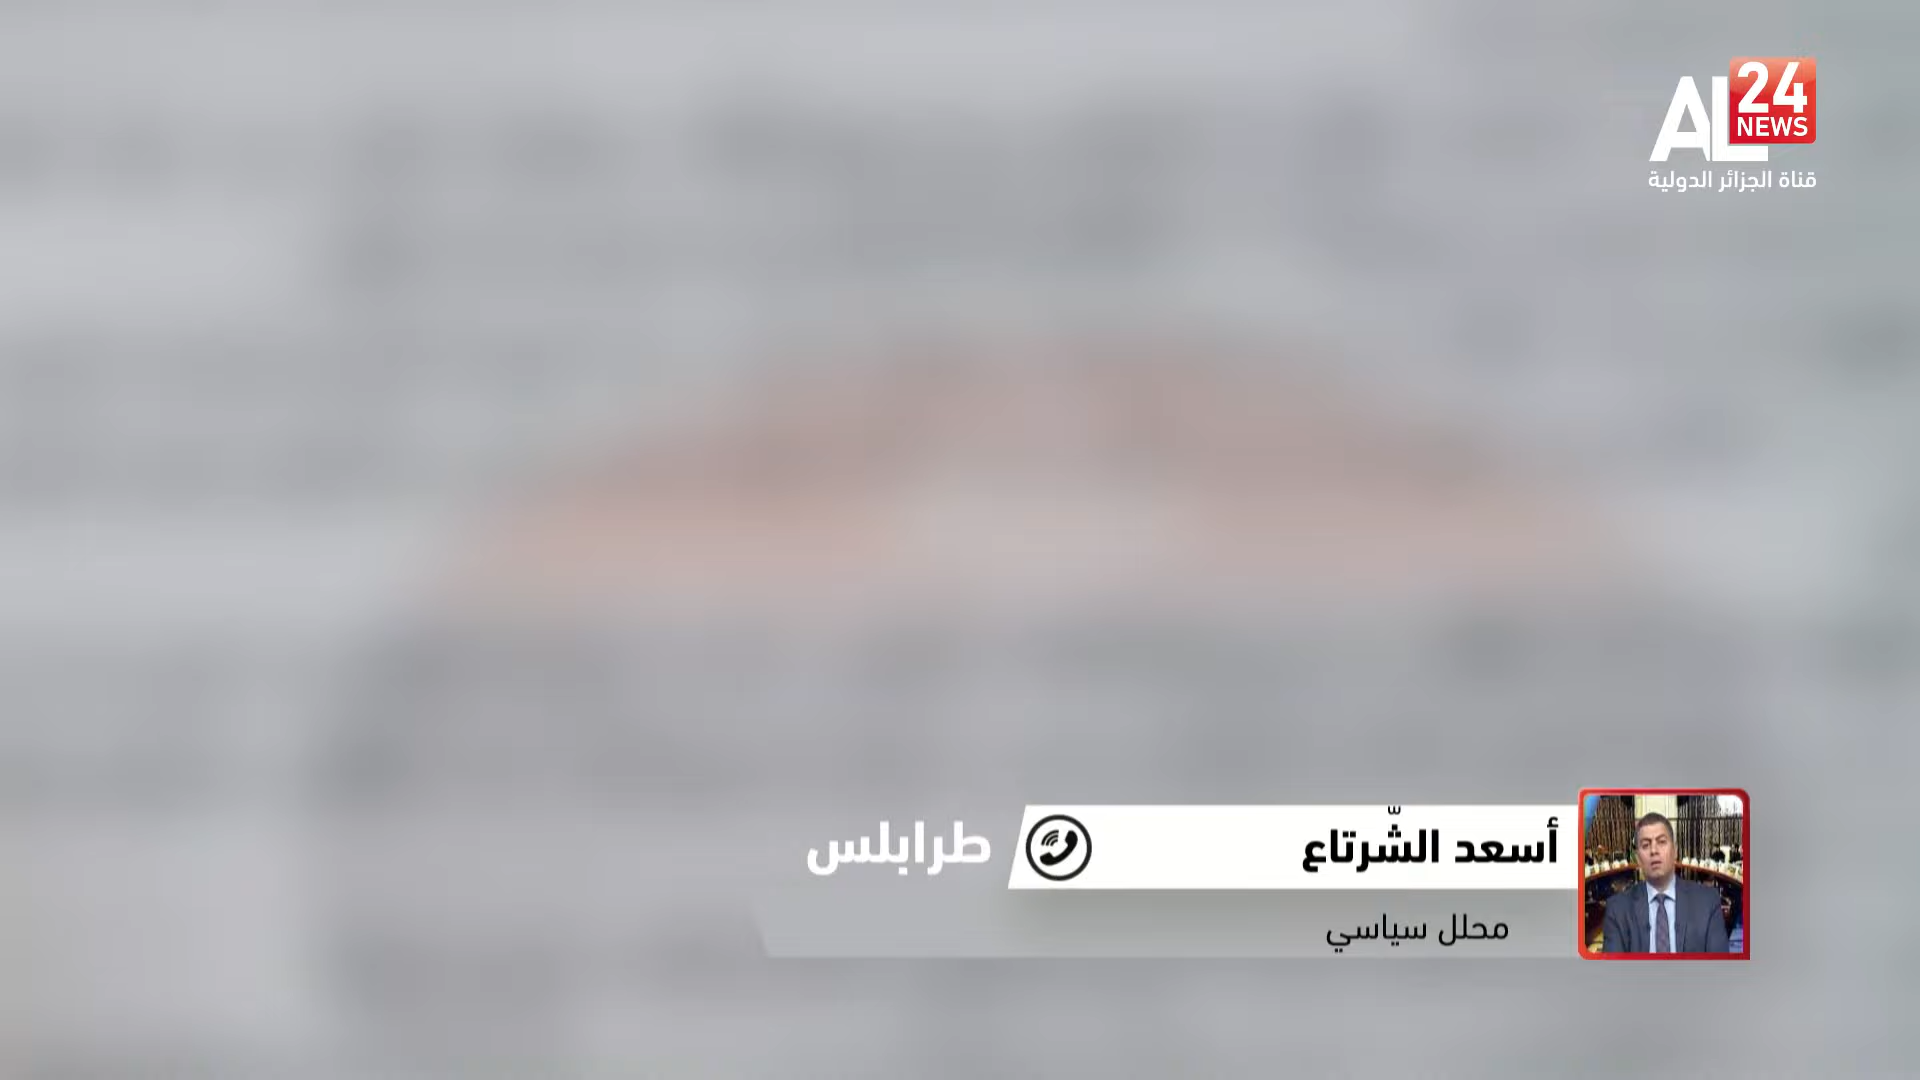 AL
24
NEWS
قناة الجزائر الدولية
أسعد الشّرتاع
طرابلس
محلل سياسي